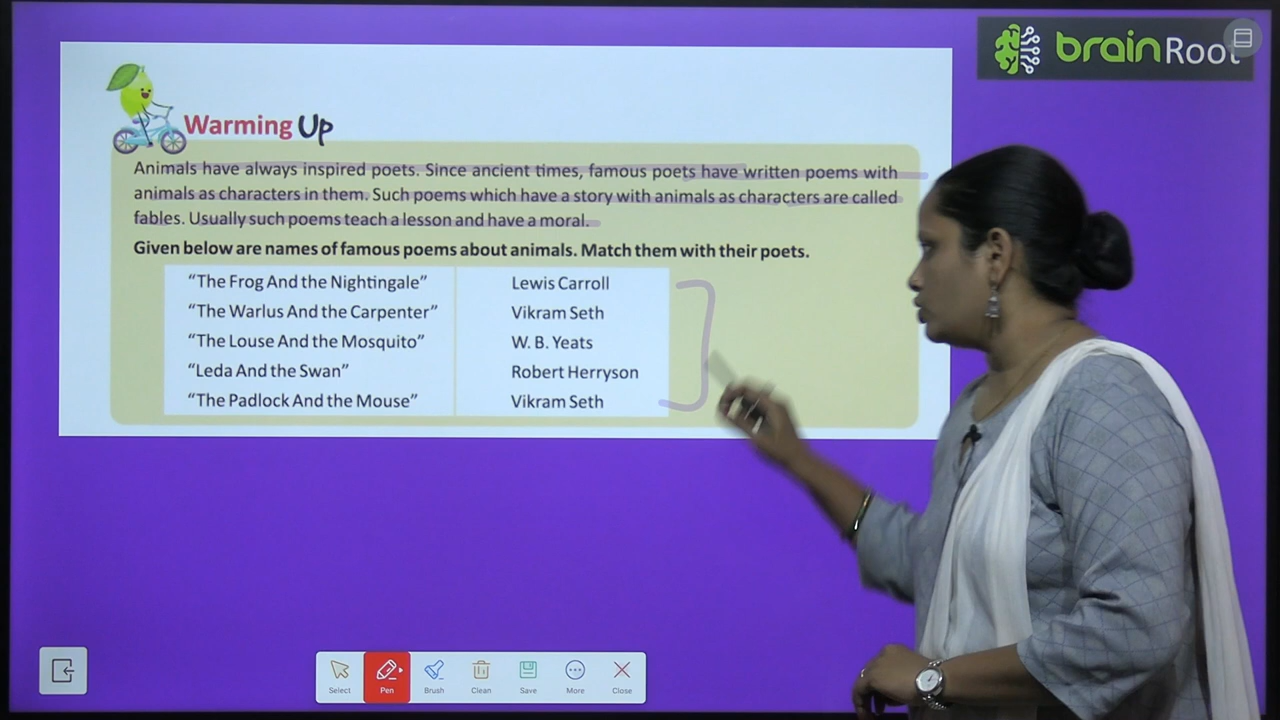 brainRoot
Warming Up
Animals have always inspired poets. Since ancient times, famous poets have written poems with
animals as characters in them. Such poems which have a story with animals as characters are called
fables. Usually such poems teach a lesson and have a moral.
Given below are names of famous poems about animals. Match them with their poets.
“The Frog And the Nightingale” Lewis Carroll
“The Warlus And the Carpenter” Vikram Seth
“The Louse And the Mosquito” W. B. Yeats
“Leda And the Swan” Robert Herryson
“The Padlock And the Mouse” Vikram Seth
Select Pen Brush Clean Save More Close